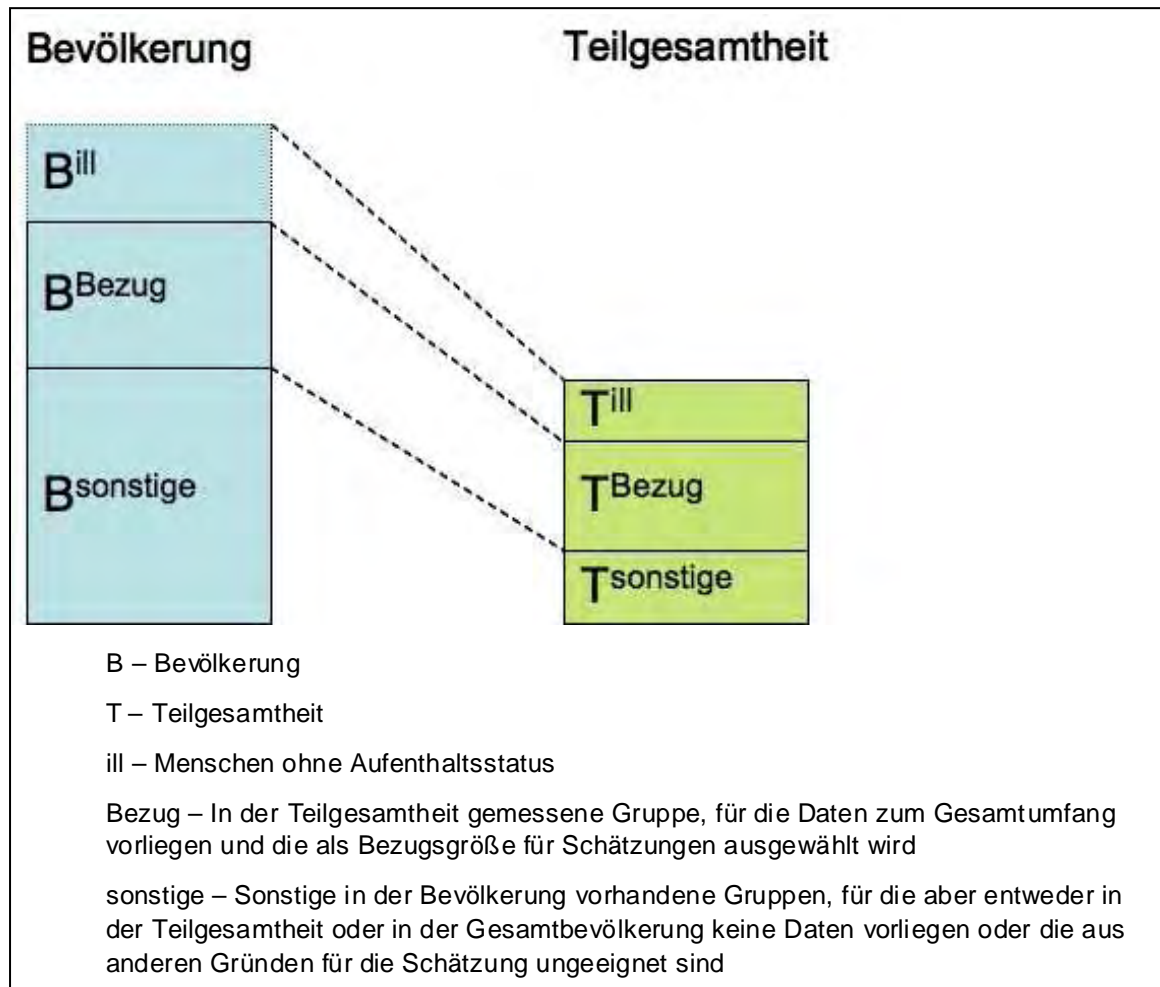 Bevölkerung
Teilgesamtheit
B^ill
B^Bezug
B^sonstige
T^ill
T^Bezug
T^sonstige
B – Bevölkerung
T – Teilgesamtheit
ill – Menschen ohne Aufenthaltsstatus
Bezug – In der Teilgesamtheit gemessene Gruppe, für die Daten zum Gesamtumfang
vorliegen und die als Bezugsgröße für Schätzungen ausgewählt wird
sonstige – Sonstige in der Bevölkerung vorhandene Gruppen, für die aber entweder in
der Teilgesamtheit oder in der Gesamtbevölkerung keine Daten vorliegen oder die aus
anderen Gründen für die Schätzung ungeeignet sind